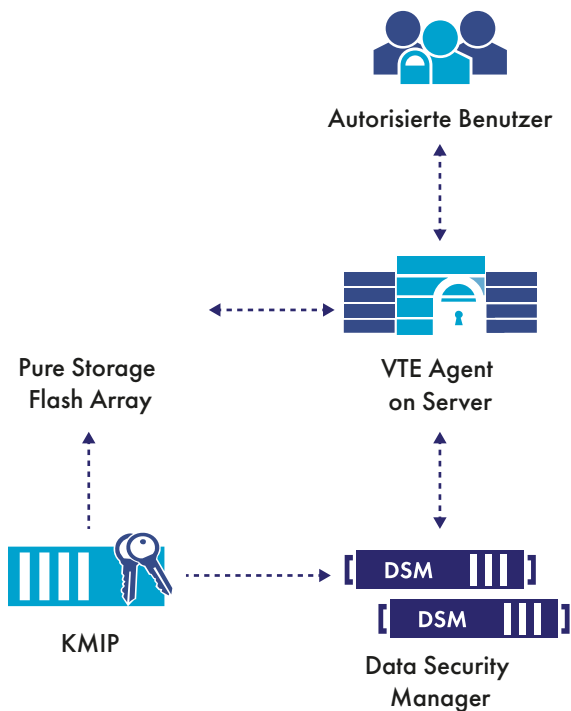 Autorisierte Benutzer
Pure Storage
Flash Array
VTE Agent
on Server
KMIP
DSM
DSM
Data Security
Manager